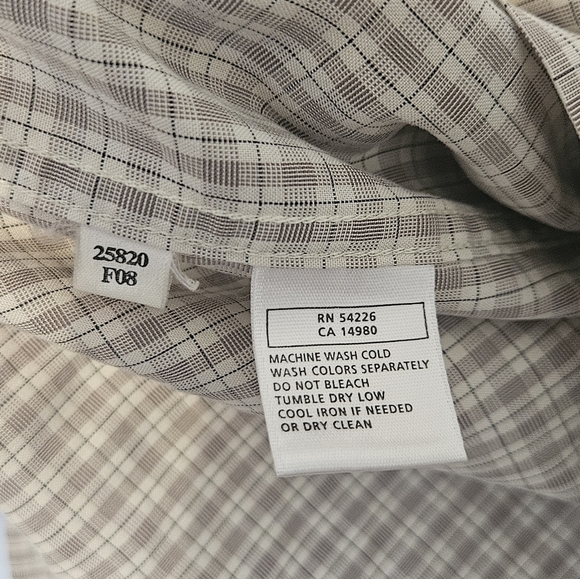 25820
F08
RN 54226
CA 14980
MACHINE WASH COLD
WASH COLORS SEPARATELY
DO NOT BLEACH
TUMBLE DRY LOW
COOL IRON IF NEEDED
OR DRY CLEAN